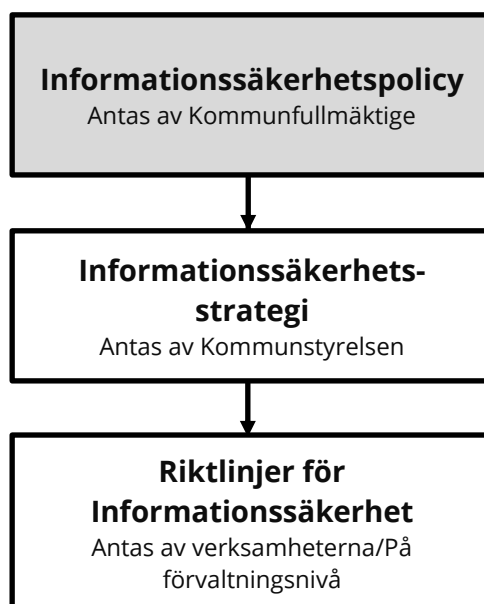 Informationssäkerhetspolicy
Antas av Kommunfullmäktige
Informationssäkerhets-
strategi
Antas av Kommunstyrelsen
Riktlinjer för
Informationssäkerhet
Antas av verksamheterna/På
förvaltningsnivå